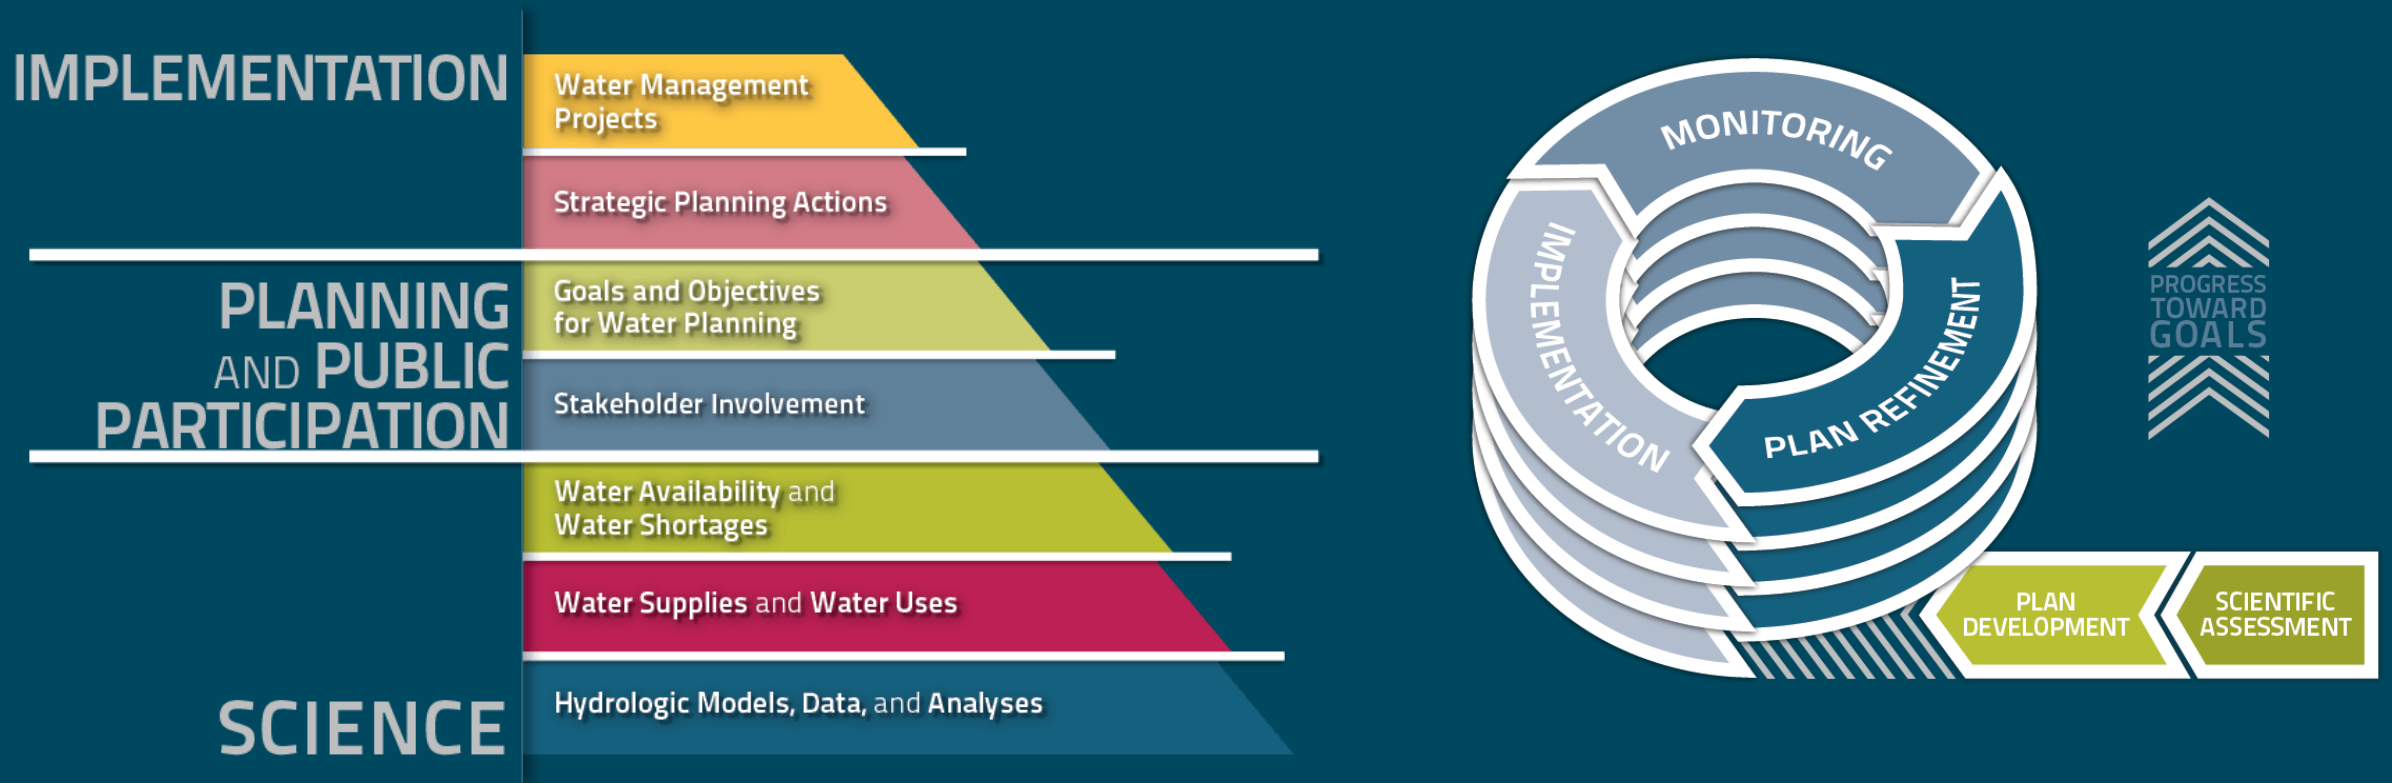 IMPLEMENTATION
Water Management
Projects
Strategic Planning Actions
PLANNING
AND PUBLIC
PARTICIPATION
Goals and Objectives
for Water Planning
Stakeholder Involvement
SCIENCE
Water Availability and
Water Shortages
Water Supplies and Water Uses
Hydrologic Models, Data, and Analyses
MONITORING
IMPLEMENTATION
PLAN REFINEMENT
PROGRESS
TOWARD
GOALS
PLAN
DEVELOPMENT
SCIENTIFIC
ASSESSMENT